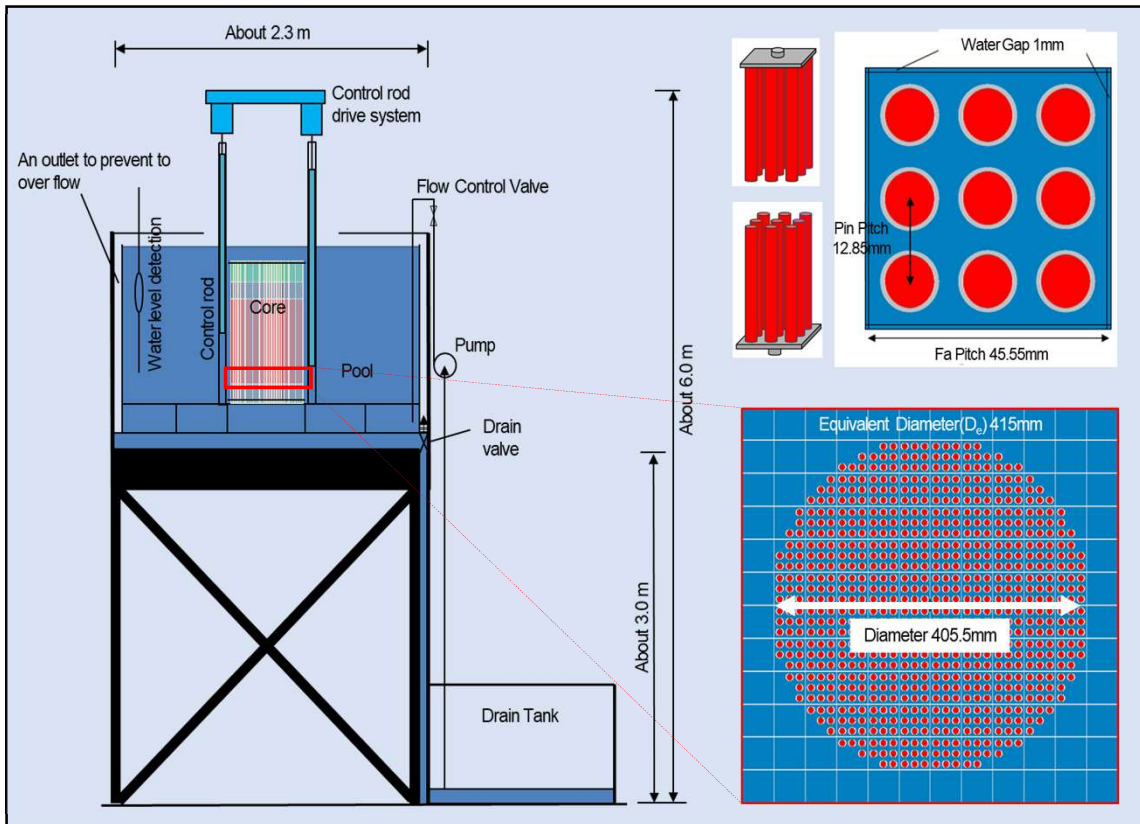 About 2.3 m
Control rod
drive system
An outlet to prevent to
over flow
Flow Control Valve
Water level detection
Control rod
Core
Pool
Pump
Drain
valve
About 6.0 m
About 3.0 m
Drain Tank
Water Gap 1mm
Pin Pitch
12.85mm
Fa Pitch 45.55mm
Equivalent Diameter(De) 415mm
Diameter 405.5mm